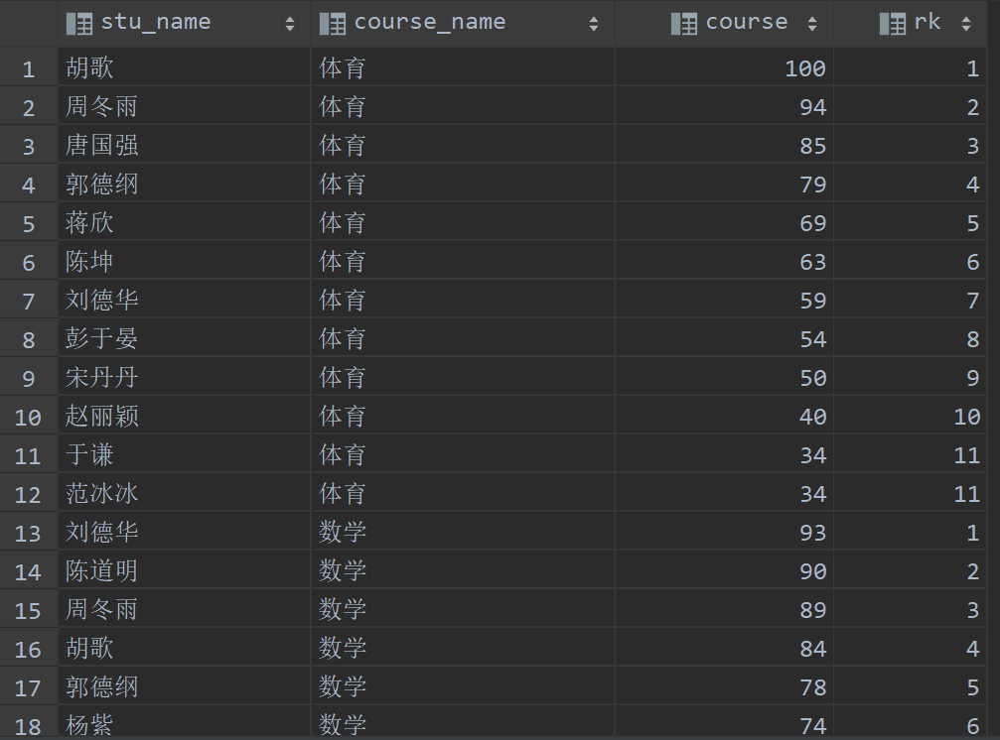 stu_name course_name course rk
1 胡歌 体育 100 1
2 周冬雨 体育 94 2
3 唐国强 体育 85 3
4 郭德纲 体育 79 4
5 蒋欣 体育 69 5
6 陈坤 体育 63 6
7 刘德华 体育 59 7
8 彭于晏 体育 54 8
9 宋丹丹 体育 50 9
10 赵丽颖 体育 40 10
11 于谦 体育 34 11
12 范冰冰 体育 34 11
13 刘德华 数学 93 1
14 陈道明 数学 90 2
15 周冬雨 数学 89 3
16 胡歌 数学 84 4
17 郭德纲 数学 78 5
18 杨紫 数学 74 6